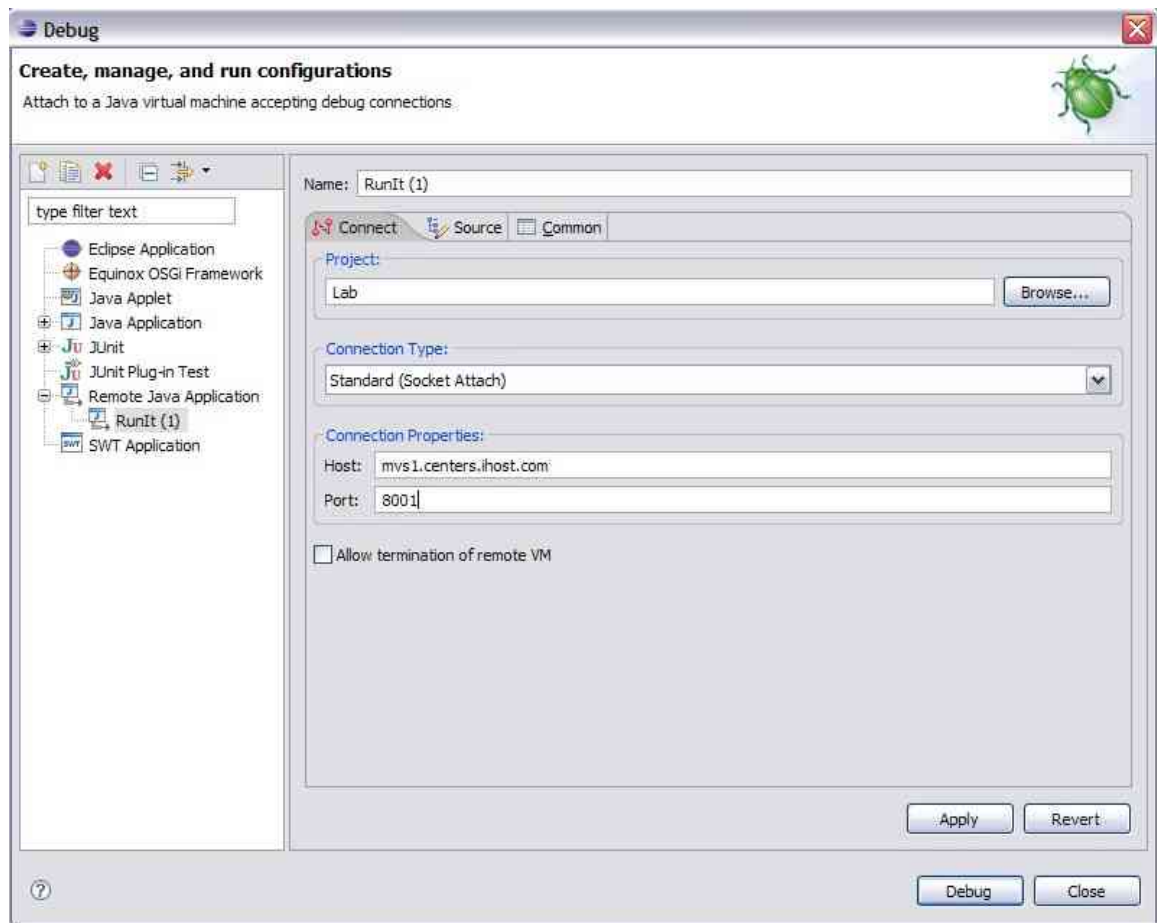 Debug
Create, manage, and run configurations
Attach to a Java virtual machine accepting debug connections
type filter text
Eclipse Application
Equinox OSGi Framework
Java Applet
Java Application
Ju JUnit
JUnit Plug-in Test
Remote Java Application
RunIt (1)
SWT Application
Name: RunIt (1)
Connect Source Common
Project:
Lab Browse...
Connection Type:
Standard (Socket Attach)
Connection Properties:
Host: mvs1.centers.ihost.com
Port: 8001
Allow termination of remote VM
Apply Revert
? Debug Close